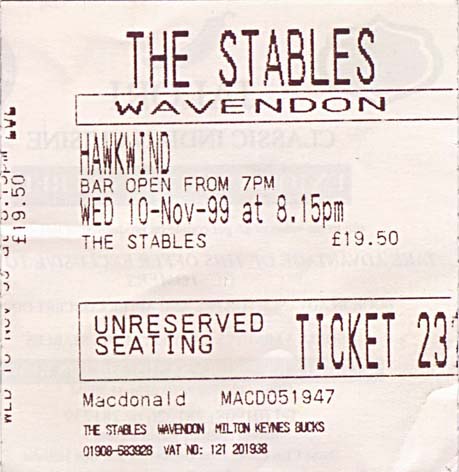 THE STABLES
WAVENDON
HAWKWIND
BAR OPEN FROM 7PM
WED 10-Nov-99 at 8.15pm
THE STABLES £19.50
UNRESERVED
SEATING
TICKET 23
Macdonald MACD051947
THE STABLES WAVENDON MILTON KEYNES BUCKS
01908-583928 VAT NO: 121 201938
£19.50